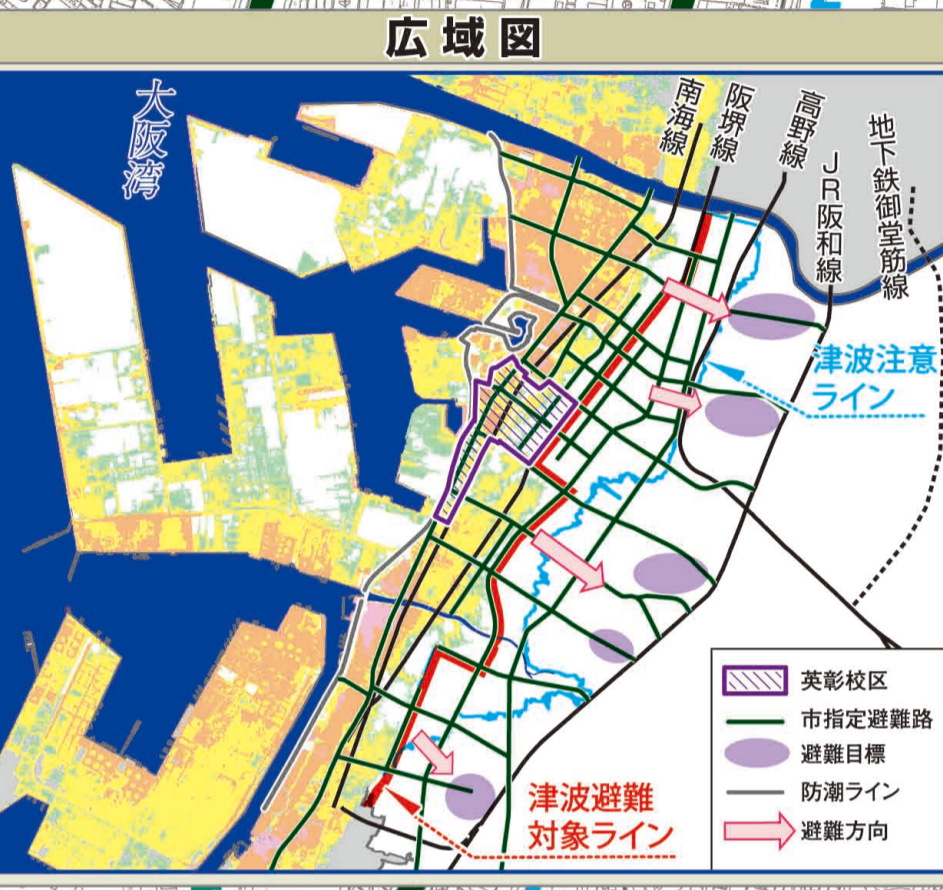 広域図
大阪湾
南海線
阪堺線
高野線
JR阪和線
地下鉄御堂筋線
津波注意
ライン
津波避難
対象ライン
英彰校区
市指定避難路
避難目標
防潮ライン
避難方向